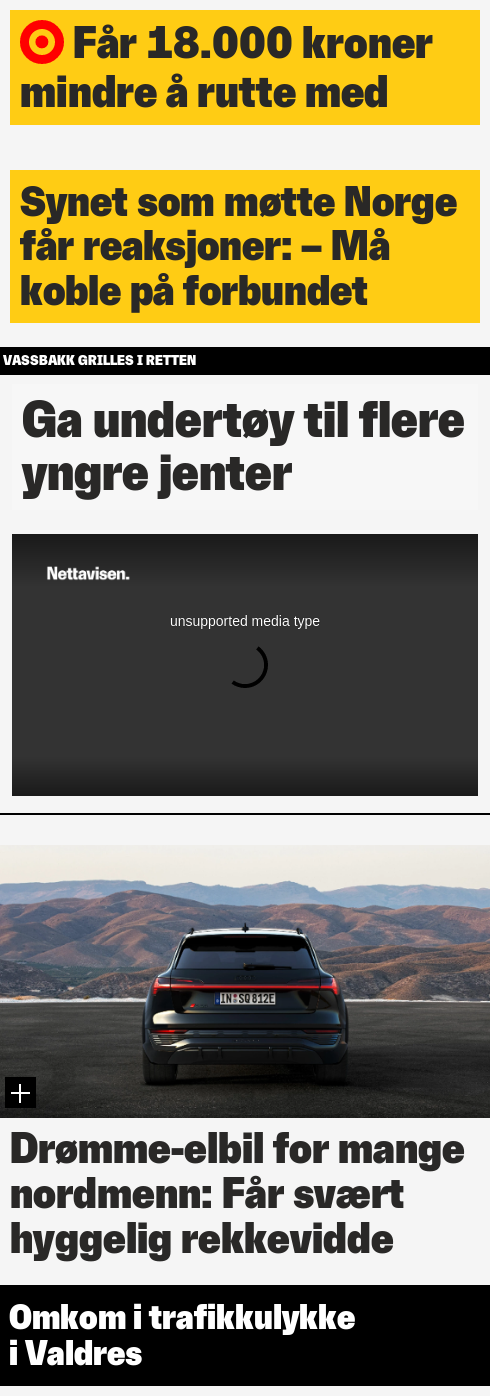 Får 18.000 kroner
mindre å rutte med
Synet som møtte Norge
får reaksjoner: – Må
koble på forbundet
VASSBAKK GRILLES I RETTEN
Ga undertøy til flere
yngre jenter
Nettavisen.
unsupported media type
IN·SQ 812E
Drømme-elbil for mange
nordmenn: Får svært
hyggelig rekkevidde
Omkom i trafikkulykke
i Valdres